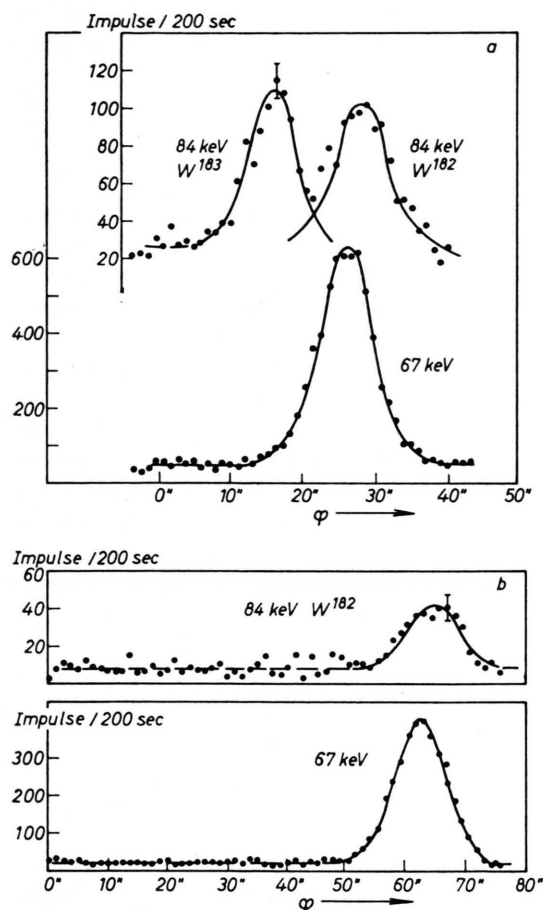 Impulse / 200 sec
a
120
100
80
60
40
20
84 keV
W¹⁸³
84 keV
W¹⁸²
600
400
200
67 keV
0" 10" 20" 30" 40" 50"
φ
Impulse / 200 sec
b
60
40
20
84 keV W¹⁸²
Impulse / 200 sec
300
200
100
67 keV
0" 10" 20" 30" 40" 50" 60" 70" 80"
φ